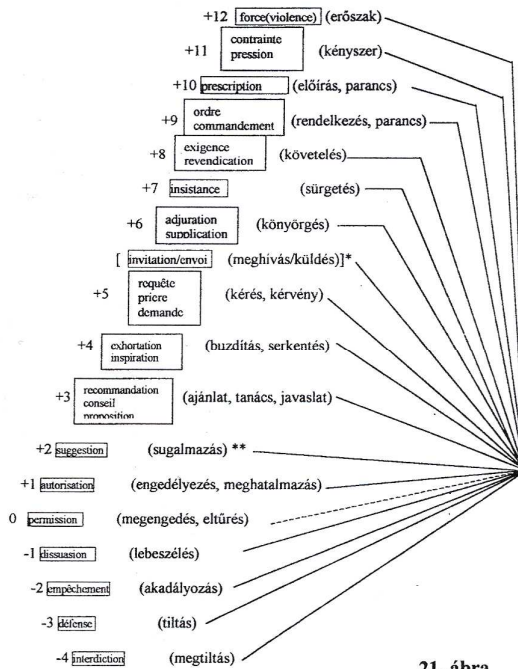 +12 force(violence) (erőszak)
contrainte
+11 pression (kényszer)
+10 prescription (előírás, parancs)
ordre
+9 commandement (rendelkezés, parancs)
exigence
+8 revendication (követelés)
+7 insistance (sürgetés)
+6 adjuration (könyörgés)
supplication
[ invitation/envoi (meghívás/küldés)]*
requête
+5 priere (kérés, kérvény)
demande
+4 exhortation (buzdítás, serkentés)
inspiration
recommandation
+3 conseil (ajánlat, tanács, javaslat)
proposition
+2 suggestion (sugalmazás) **
+1 autorisation (engedélyezés, meghatalmazás)
0 permission (megengedés, eltűrés)
-1 dissuasion (lebeszélés)
-2 empêchement (akadályozás)
-3 défense (tiltás)
-4 interdiction (megtiltás)
21. ábra